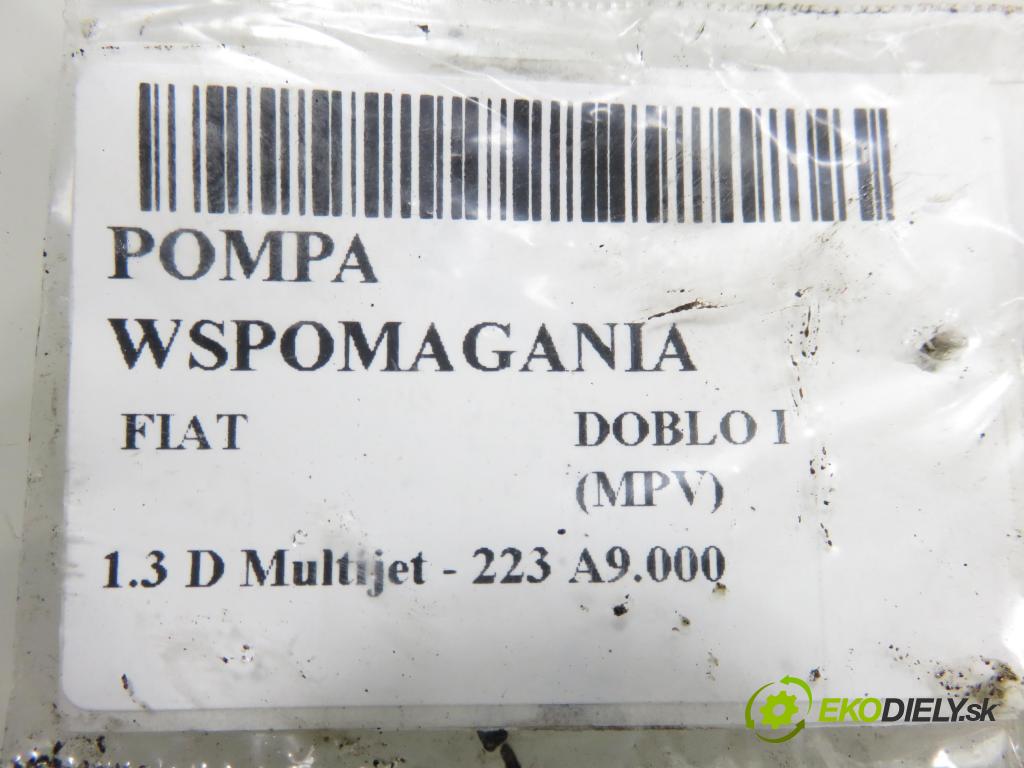 POMPA
WSPOMAGANIA
FIAT DOBLO I
(MPV)
1.3 D Multijet - 223 A9.000
EKODIELY.sk